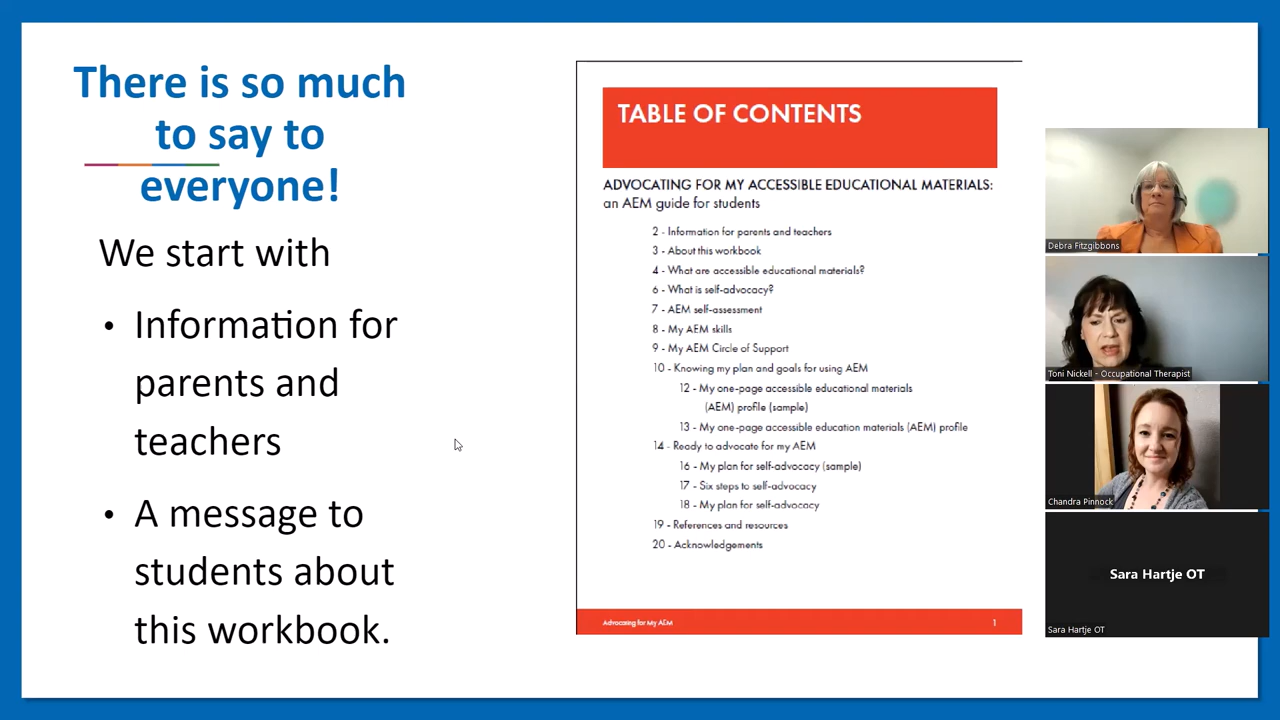 There is so much
to say to
everyone!
We start with
• Information for
parents and
teachers
• A message to
students about
this workbook.
TABLE OF CONTENTS
ADVOCATING FOR MY ACCESSIBLE EDUCATIONAL MATERIALS:
an AEM guide for students
2 - Information for parents and teachers
3 - About this workbook
4 - What are accessible educational materials?
6 - What is self-advocacy?
7 - AEM self-assessment
8 - My AEM skills
9 - My AEM Circle of Support
10 - Knowing my plan and goals for using AEM
12 - My one-page accessible educational materials
(AEM) profile (sample)
13 - My one-page accessible education materials (AEM) profile
14 - Ready to advocate for my AEM
16 - My plan for self-advocacy (sample)
17 - Six steps to self-advocacy
18 - My plan for self-advocacy
19 - References and resources
20 - Acknowledgements
Advocating for My AEM 1
Debra Fitzgibbons
Toni Nickell - Occupational Therapist
Chandra Pinnock
Sara Hartje OT
Sara Hartje OT